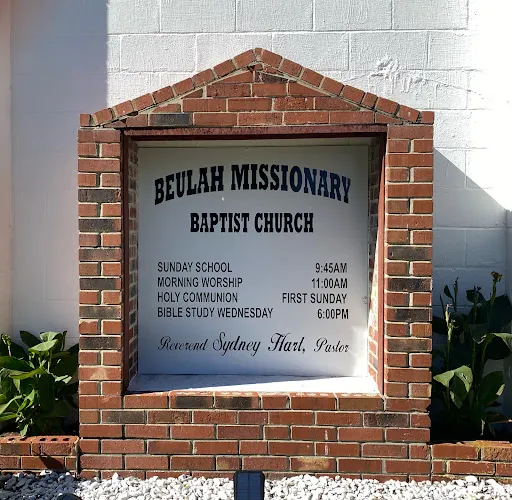 BEULAH MISSIONARY
BAPTIST CHURCH
SUNDAY SCHOOL 9:45AM
MORNING WORSHIP 11:00AM
HOLY COMMUNION FIRST SUNDAY
BIBLE STUDY WEDNESDAY 6:00PM
Reverend Sydney Hart, Pastor